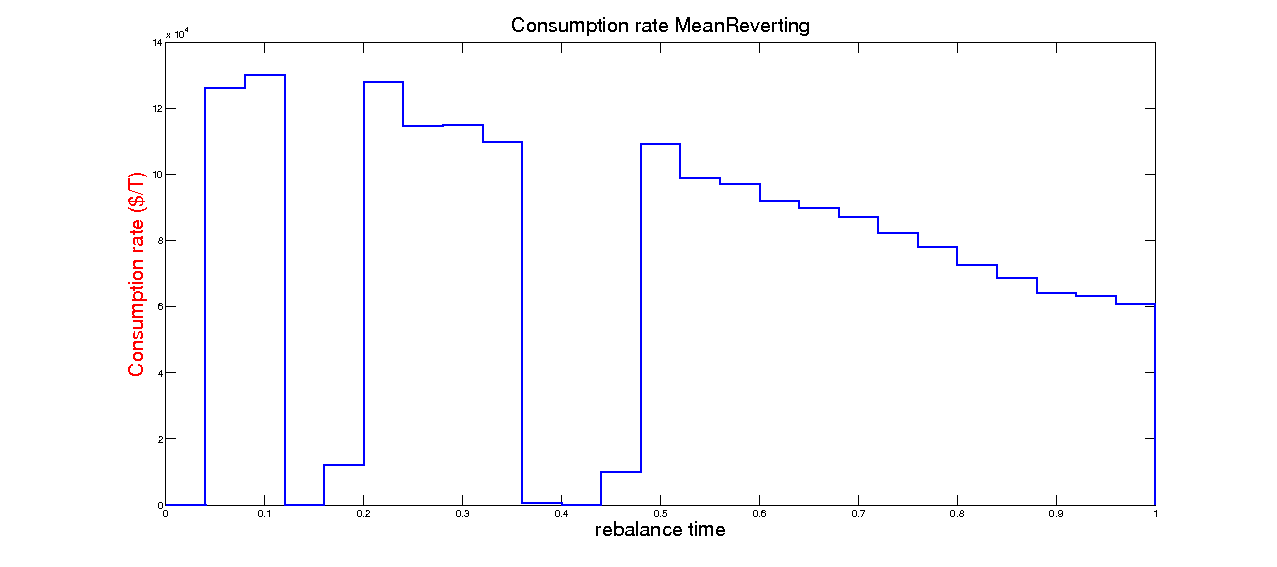 Consumption rate MeanReverting
x 10^4
14
12
10
8
6
4
2
0
Consumption rate ($/T)
0 0.1 0.2 0.3 0.4 0.5 0.6 0.7 0.8 0.9 1
rebalance time